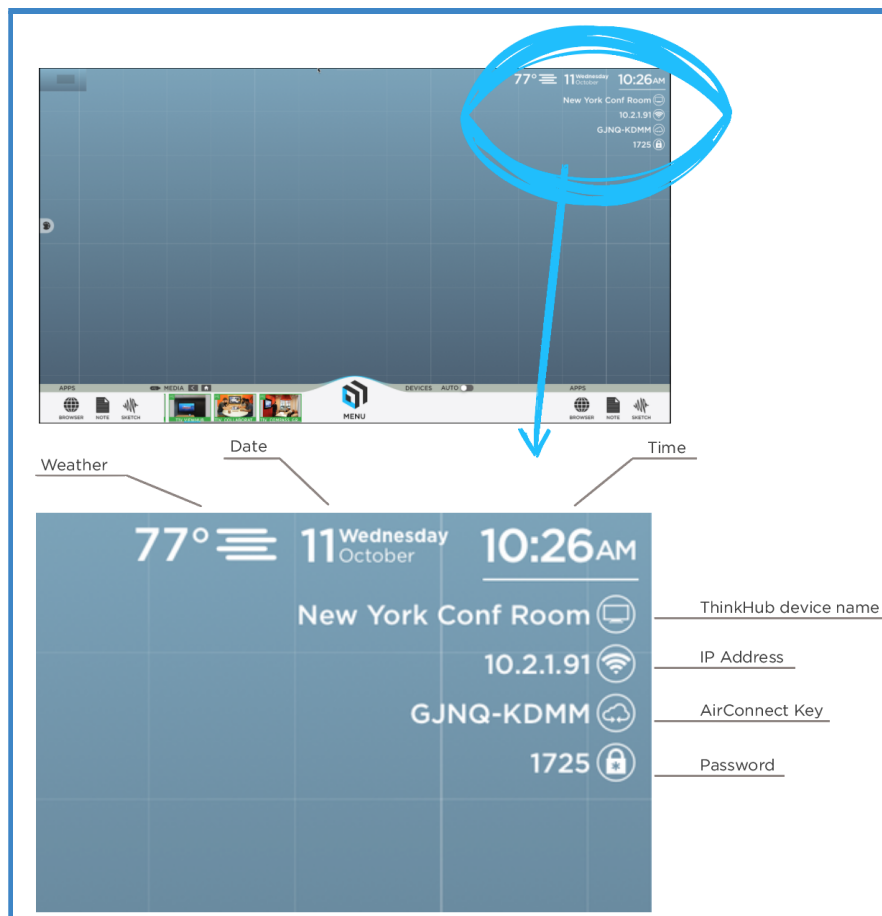 77° 11 Wednesday October 10:26AM
New York Conf Room
10.2.1.91
GJNQ-KDMM
1725
APPS MEDIA DEVICES AUTO APPS
BROWSER NOTE SKETCH MENU BROWSER NOTE SKETCH
Date
Time
Weather
77° 11 Wednesday October 10:26AM
New York Conf Room
ThinkHub device name
10.2.1.91
IP Address
GJNQ-KDMM
AirConnect Key
1725
Password